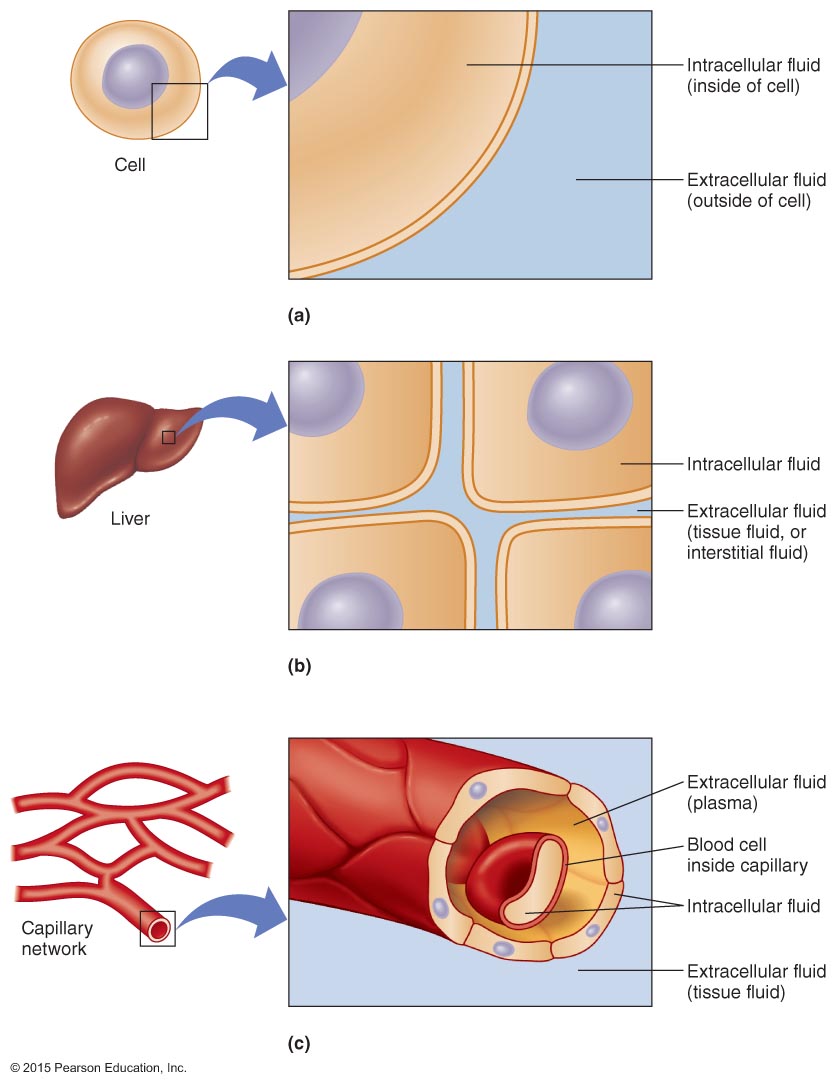 Intracellular fluid
(inside of cell)
Cell
Extracellular fluid
(outside of cell)
(a)
Intracellular fluid
Liver
Extracellular fluid
(tissue fluid, or
interstitial fluid)
(b)
Extracellular fluid
(plasma)
Blood cell
inside capillary
Intracellular fluid
Capillary
network
Extracellular fluid
(tissue fluid)
(c)
© 2015 Pearson Education, Inc.